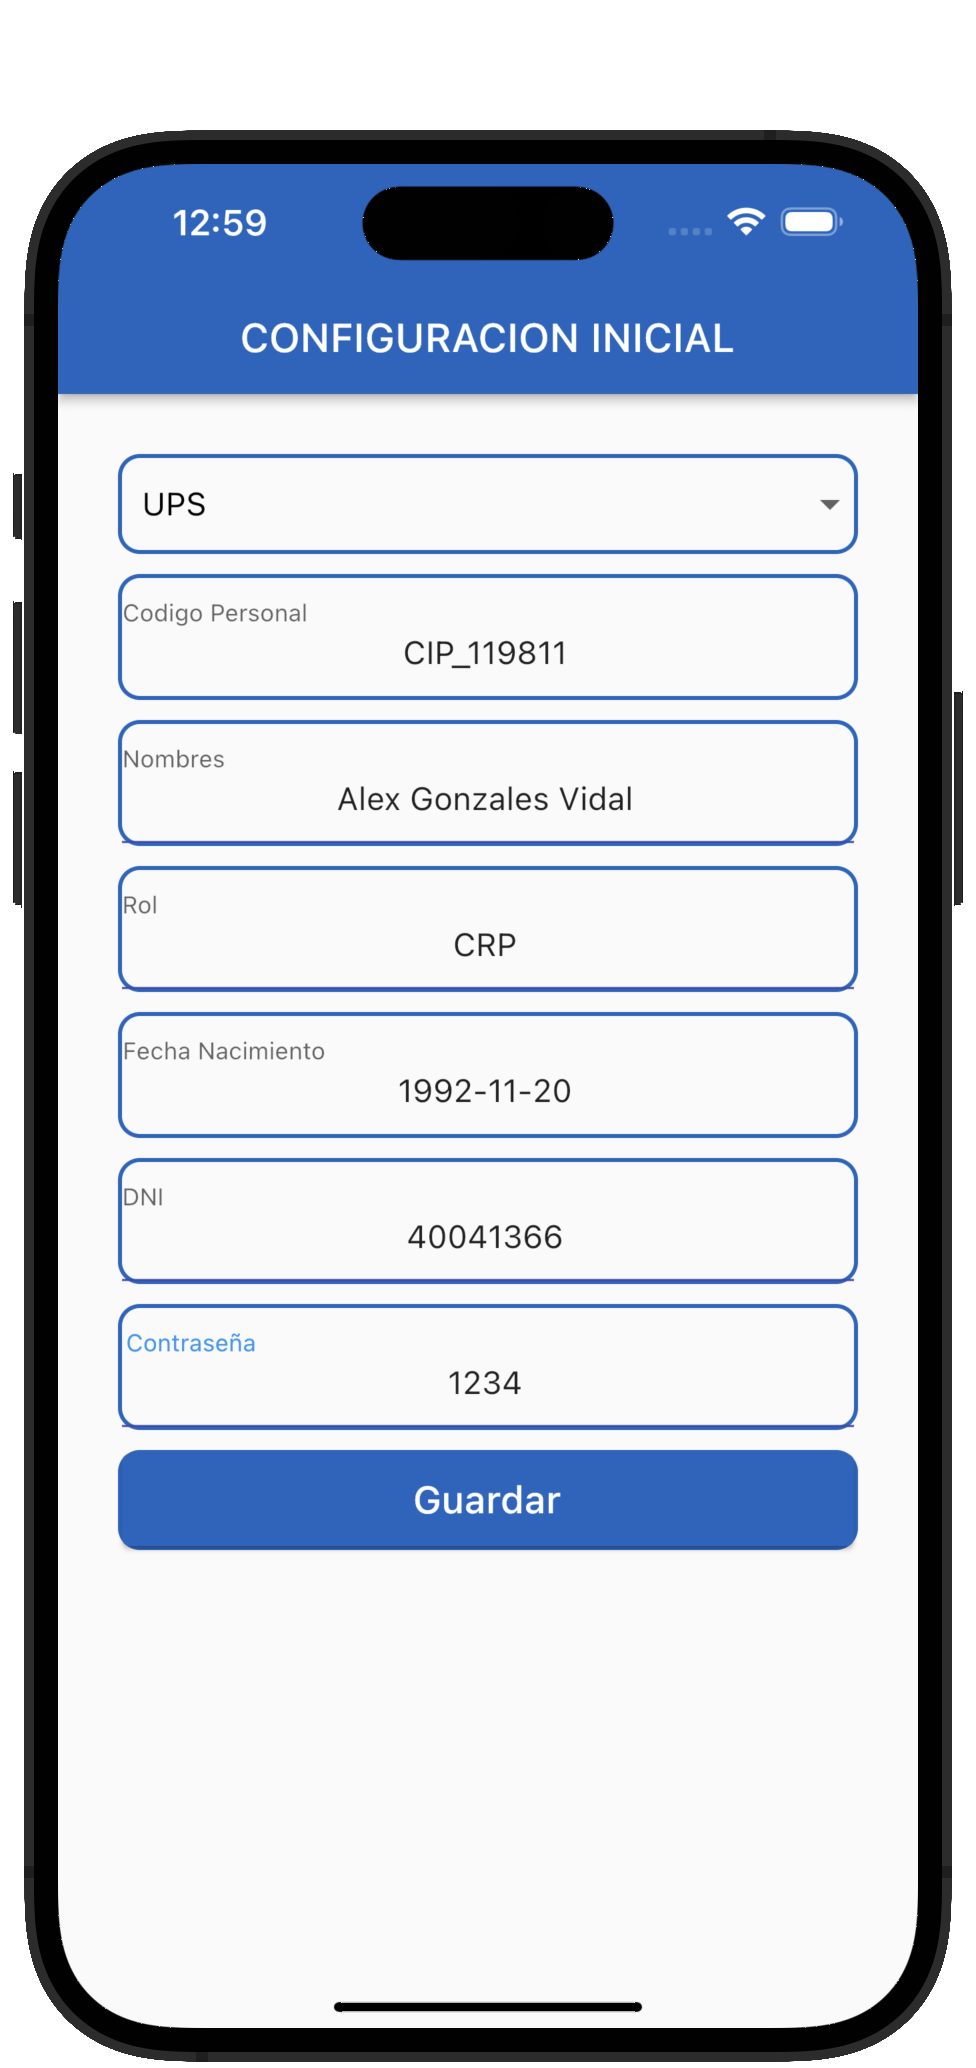 12:59
CONFIGURACION INICIAL
UPS
Codigo Personal
CIP_119811
Nombres
Alex Gonzales Vidal
Rol
CRP
Fecha Nacimiento
1992-11-20
DNI
40041366
Contraseña
1234
Guardar